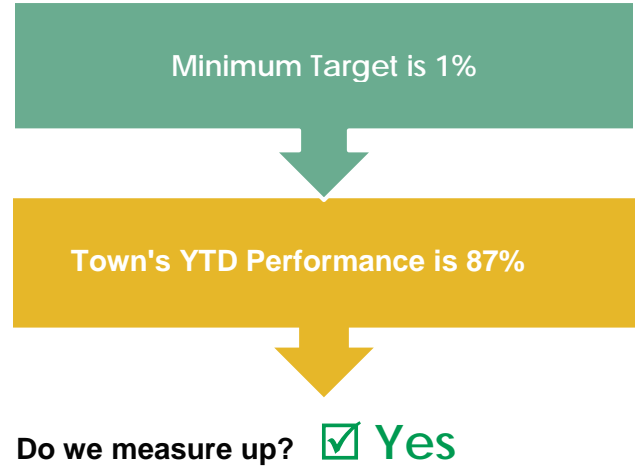 Minimum Target is 1%
Town's YTD Performance is 87%
Do we measure up? ☑ Yes